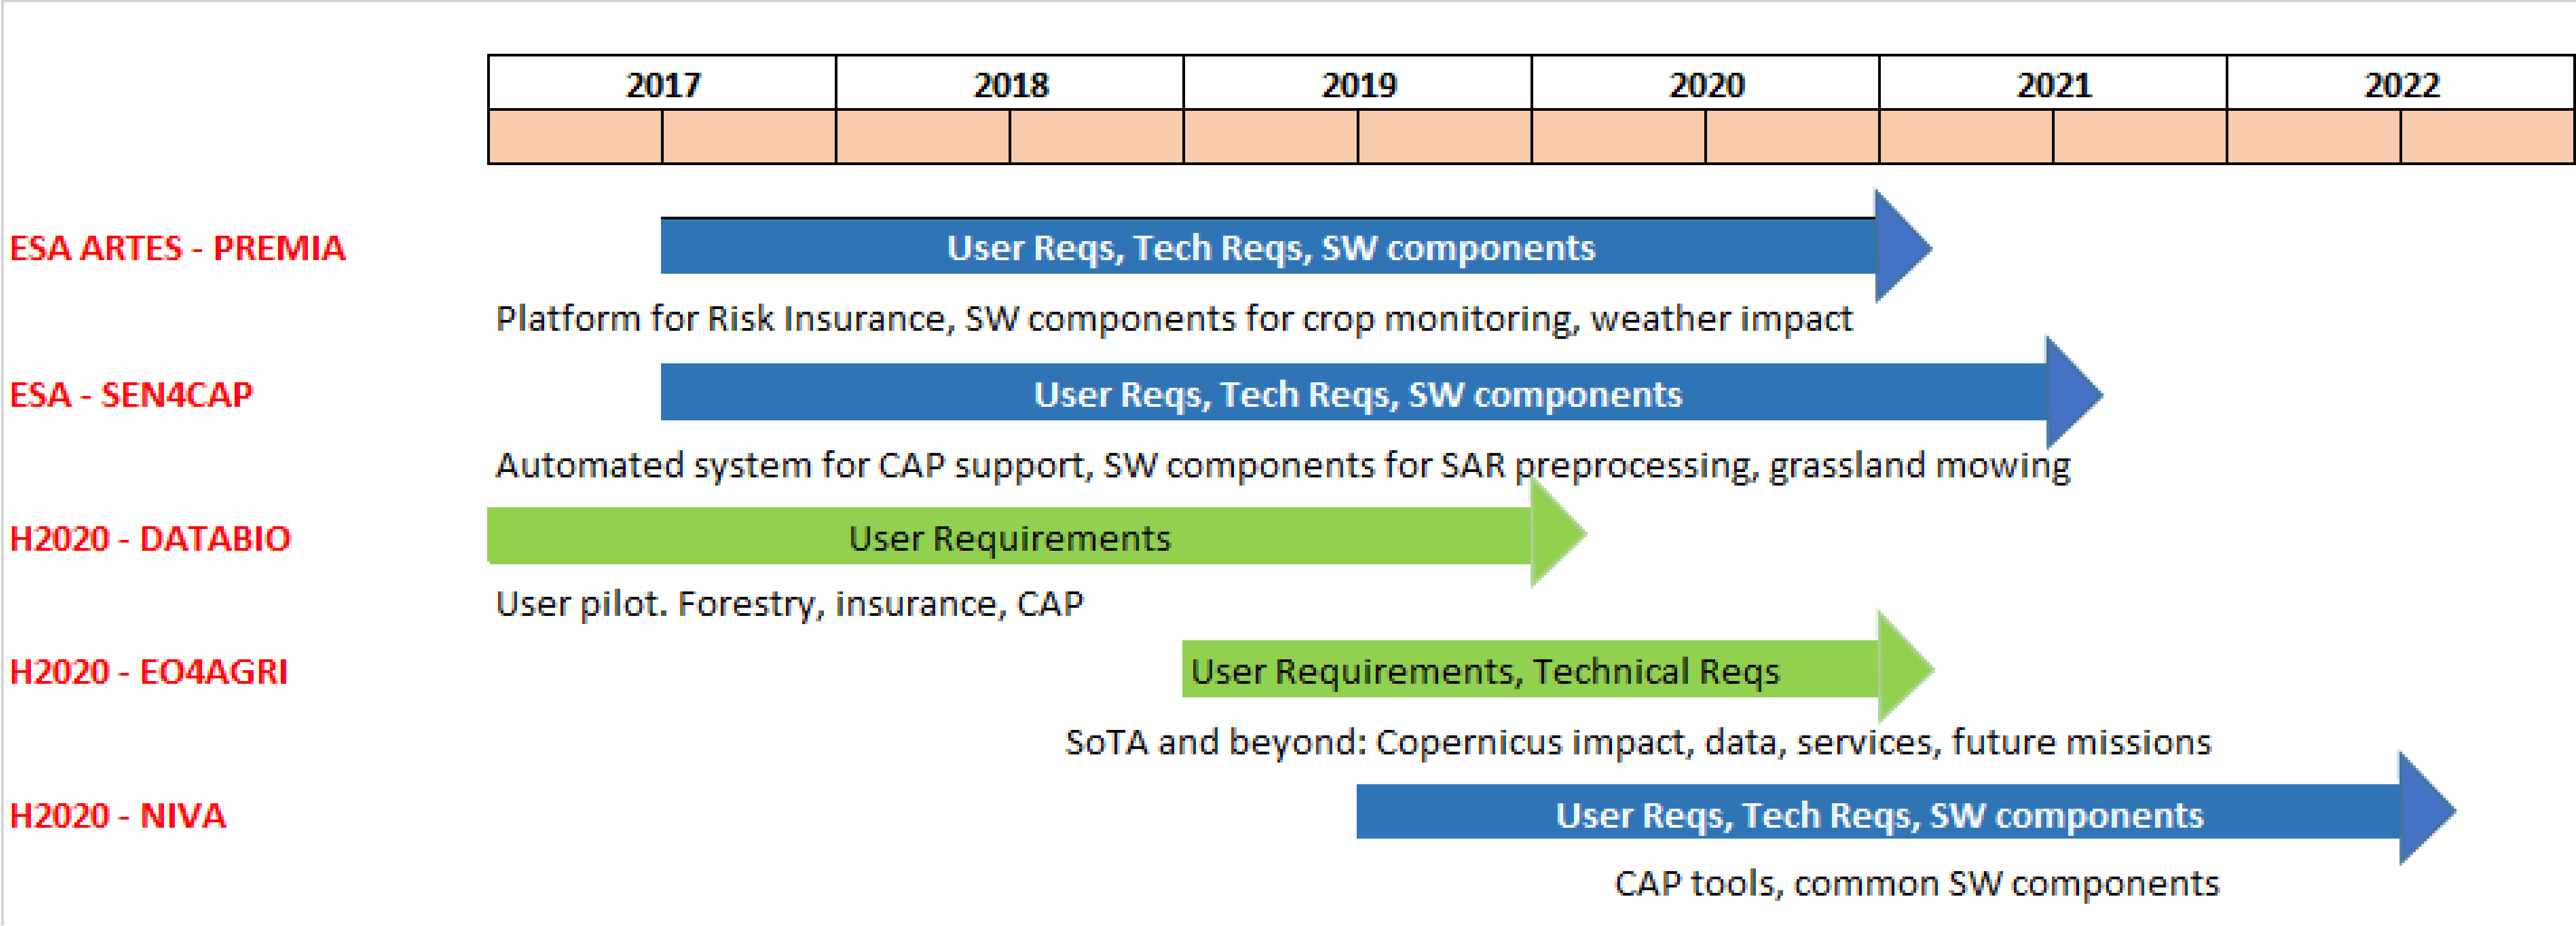 2017 2018 2019 2020 2021 2022
ESA ARTES - PREMIA
User Reqs, Tech Reqs, SW components
Platform for Risk Insurance, SW components for crop monitoring, weather impact
ESA - SEN4CAP
User Reqs, Tech Reqs, SW components
Automated system for CAP support, SW components for SAR preprocessing, grassland mowing
H2020 - DATABIO
User Requirements
User pilot. Forestry, insurance, CAP
H2020 - EO4AGRI
User Requirements, Technical Reqs
SoTA and beyond: Copernicus impact, data, services, future missions
H2020 - NIVA
User Reqs, Tech Reqs, SW components
CAP tools, common SW components